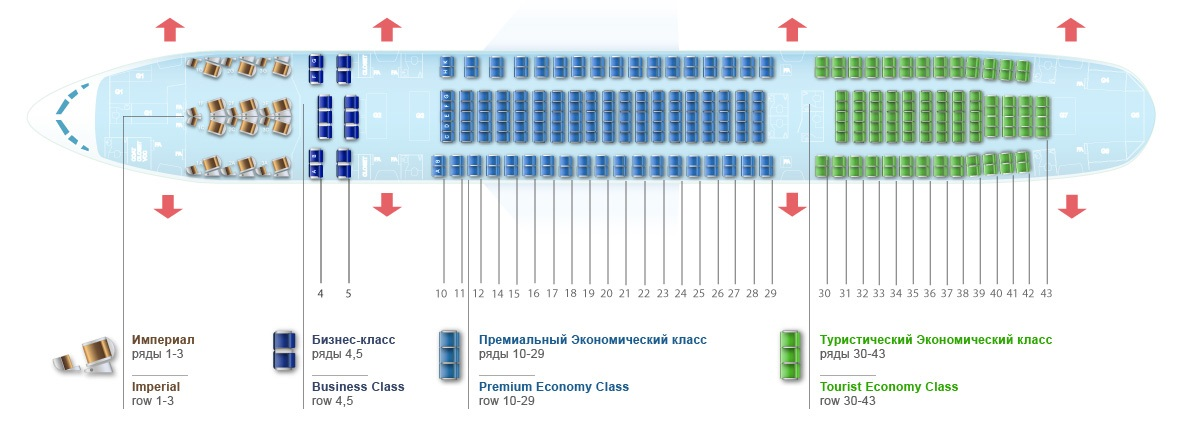 4 5 10 11 12 14 15 16 17 18 19 20 21 22 23 24 25 26 27 28 29 30 31 32 33 34 35 36 37 38 39 40 41 42 43
Империал
ряды 1-3
Imperial
row 1-3
Бизнес-класс
ряды 4,5
Business Class
row 4,5
Премиальный Экономический класс
ряды 10-29
Premium Economy Class
row 10-29
Туристический Экономический класс
ряды 30-43
Tourist Economy Class
row 30-43